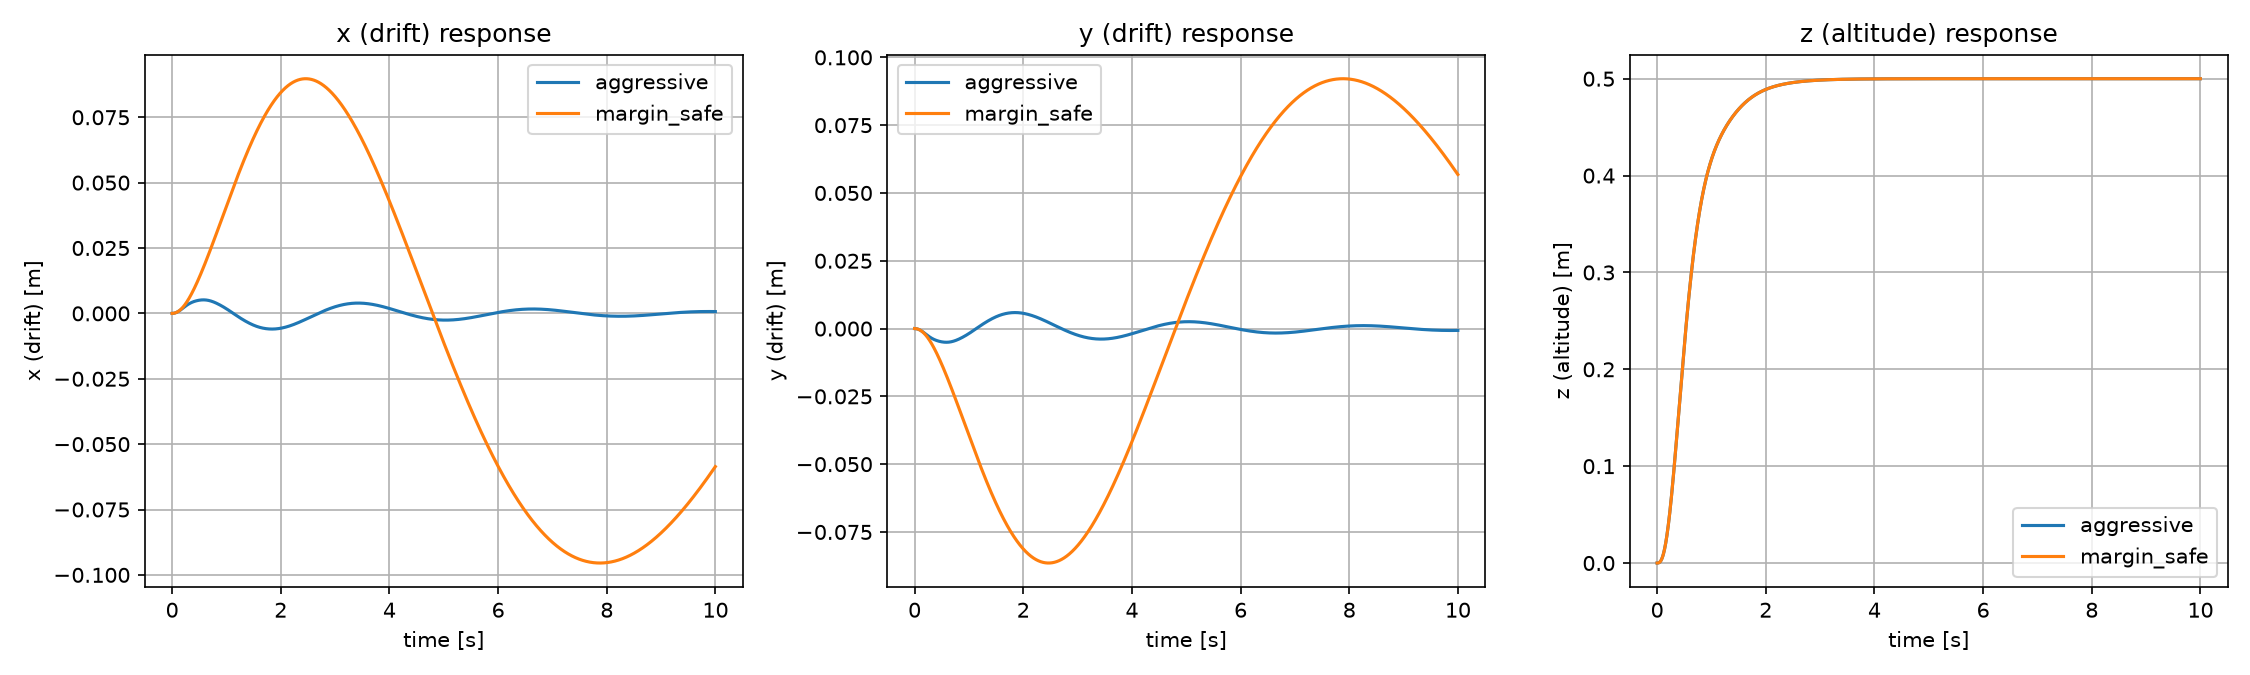 x (drift) response
x (drift) [m]
0.075
0.050
0.025
0.000
−0.025
−0.050
−0.075
−0.100
aggressive
margin_safe
0 2 4 6 8 10
time [s]
y (drift) response
y (drift) [m]
0.100
0.075
0.050
0.025
0.000
−0.025
−0.050
−0.075
aggressive
margin_safe
0 2 4 6 8 10
time [s]
z (altitude) response
z (altitude) [m]
0.5
0.4
0.3
0.2
0.1
0.0
aggressive
margin_safe
0 2 4 6 8 10
time [s]